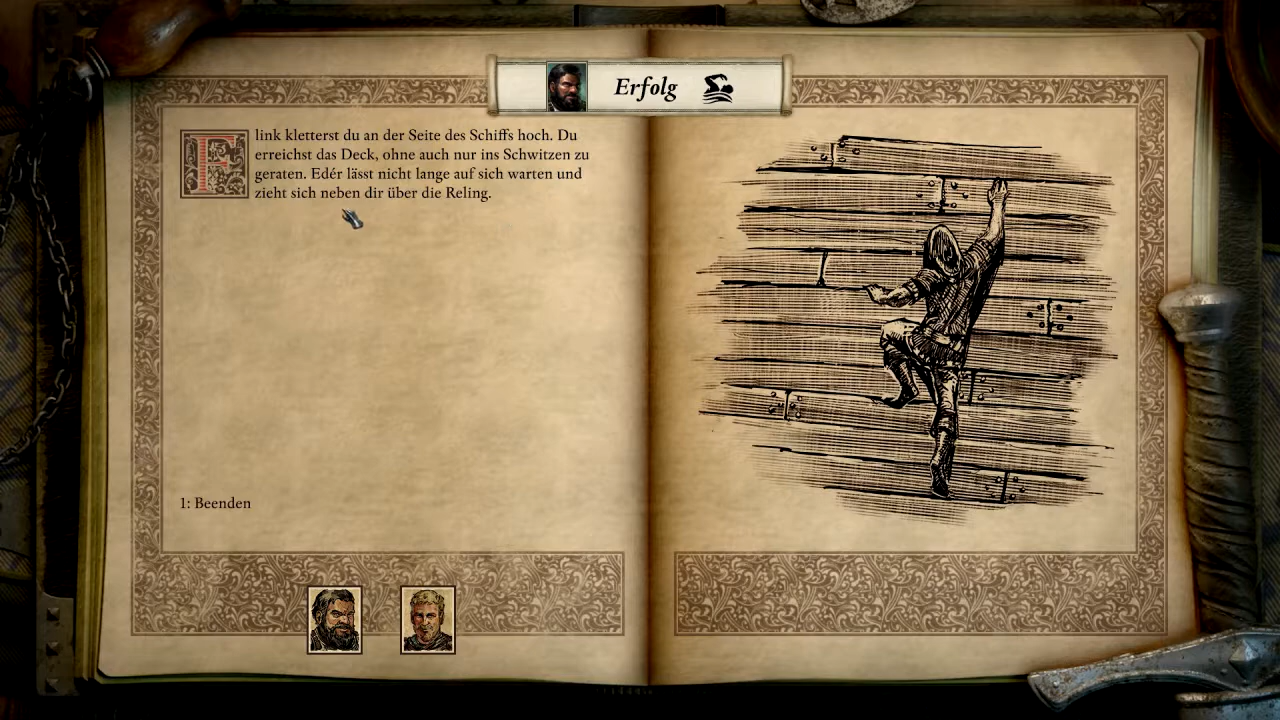 Erfolg
Flink kletterst du an der Seite des Schiffs hoch. Du
erreichst das Deck, ohne auch nur ins Schwitzen zu
geraten. Edér lässt nicht lange auf sich warten und
zieht sich neben dir über die Reling.
1: Beenden